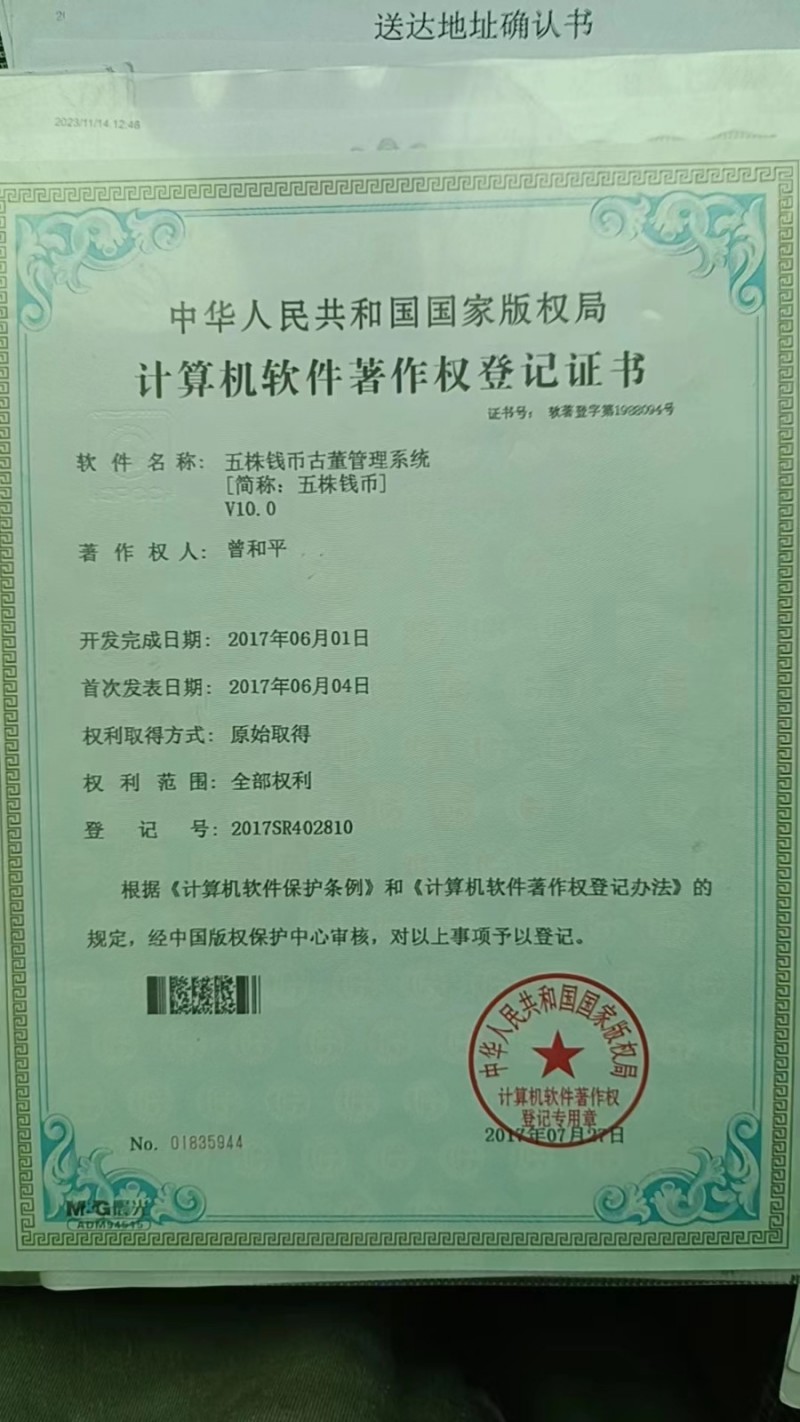 送达地址确认书
2023/11/14 12:48
中华人民共和国国家版权局
计算机软件著作权登记证书
证书号： 软著登字第1988094号
软件名称： 五株钱币古董管理系统
[简称：五株钱币]
V10.0
著作权人： 曾和平
开发完成日期： 2017年06月01日
首次发表日期： 2017年06月04日
权利取得方式： 原始取得
权利范围： 全部权利
登记号： 2017SR402810
根据《计算机软件保护条例》和《计算机软件著作权登记办法》的
规定，经中国版权保护中心审核，对以上事项予以登记。
中华人民共和国国家版权局
计算机软件著作权
登记专用章
2017年07月27日
No. 01835944
M&G晨光